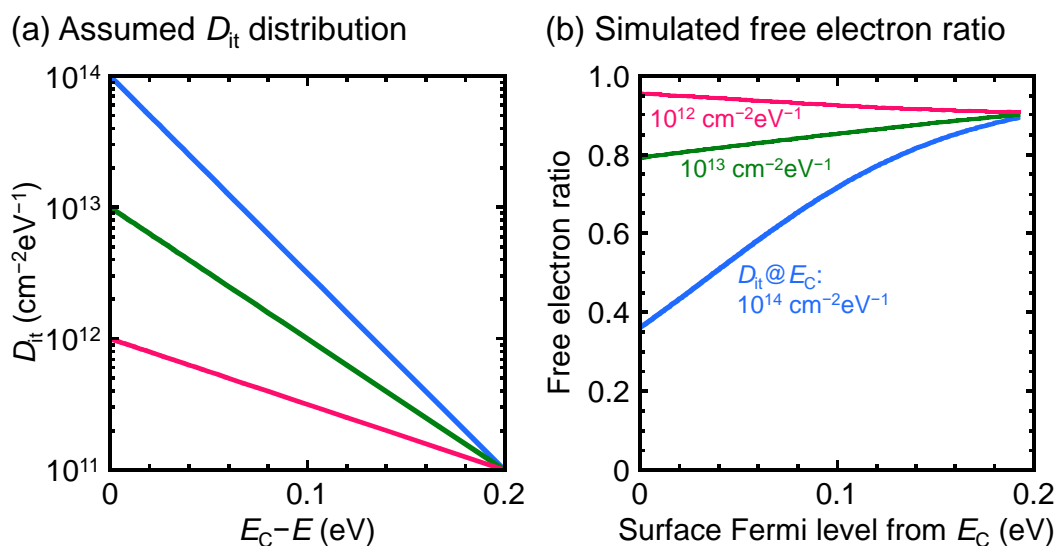 (a) Assumed Dit distribution
10^14
10^13
10^12
10^11
Dit (cm−2eV−1)
0
0.1
0.2
EC−E (eV)
(b) Simulated free electron ratio
1.0
0.8
0.6
0.4
0.2
0
Free electron ratio
10^12 cm−2eV−1
10^13 cm−2eV−1
Dit@EC:
10^14 cm−2eV−1
0
0.1
0.2
Surface Fermi level from EC (eV)